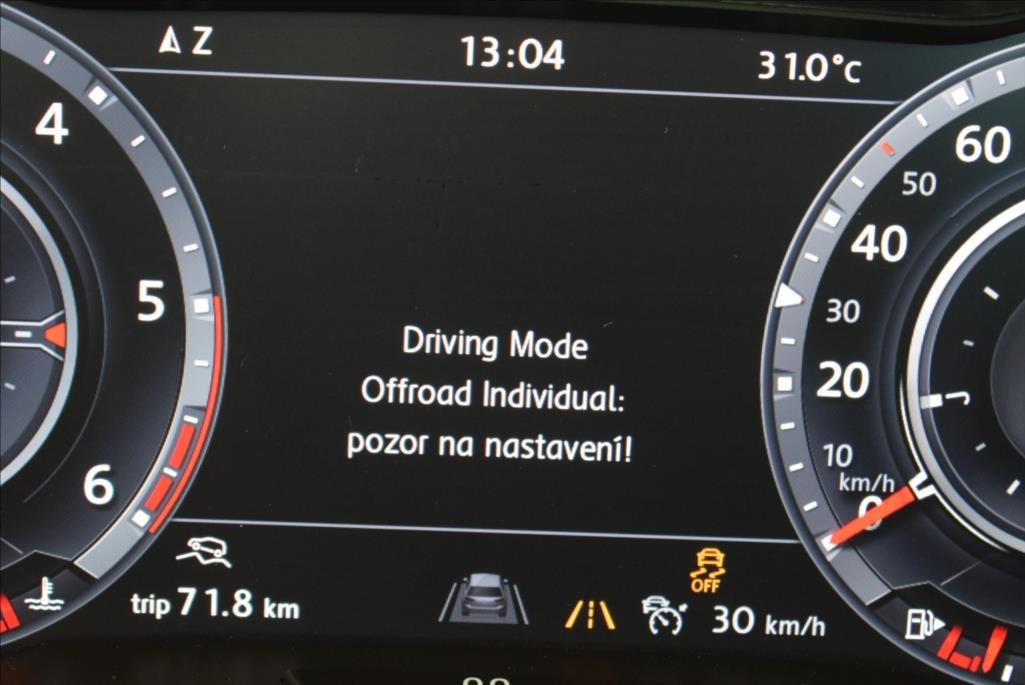 Z
13:04
31.0°C
4
5
6
60
50
40
30
20
10
km/h
0
Driving Mode
Offroad Individual:
pozor na nastavení!
OFF
trip 71.8 km
30 km/h